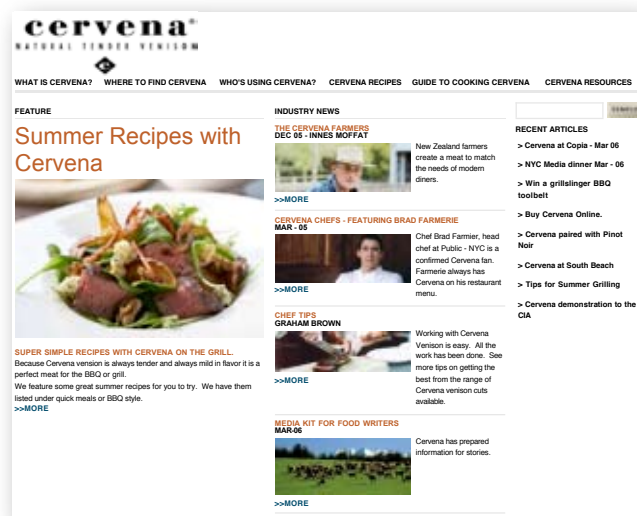 cervena®
NATURAL TENDER VENISON
WHAT IS CERVENA? WHERE TO FIND CERVENA WHO'S USING CERVENA? CERVENA RECIPES GUIDE TO COOKING CERVENA CERVENA RESOURCES
FEATURE
Summer Recipes with
Cervena
SUPER SIMPLE RECIPES WITH CERVENA ON THE GRILL.
Because Cervena vension is always tender and always mild in flavor it is a
perfect meat for the BBQ or grill.
We feature some great summer recipes for you to try. We have them
listed under quick meals or BBQ style.
>>MORE
INDUSTRY NEWS
THE CERVENA FARMERS
DEC 05 - INNES MOFFAT
New Zealand farmers
create a meat to match
the needs of modern
diners.
>>MORE
CERVENA CHEFS - FEATURING BRAD FARMERIE
MAR - 05
Chef Brad Farmier, head
chef at Public - NYC is a
confirmed Cervena fan.
Farmerie always has
Cervena on his restaurant
menu.
>>MORE
CHEF TIPS
GRAHAM BROWN
Working with Cervena
Venison is easy. All the
work has been done. See
more tips on getting the
best from the range of
Cervena venison cuts
available.
>>MORE
MEDIA KIT FOR FOOD WRITERS
MAR-06
Cervena has prepared
information for stories.
>>MORE
RECENT ARTICLES
> Cervena at Copia - Mar 06
> NYC Media dinner Mar - 06
> Win a grillslinger BBQ
toolbelt
> Buy Cervena Online.
> Cervena paired with Pinot
Noir
> Cervena at South Beach
> Tips for Summer Grilling
> Cervena demonstration to the
CIA